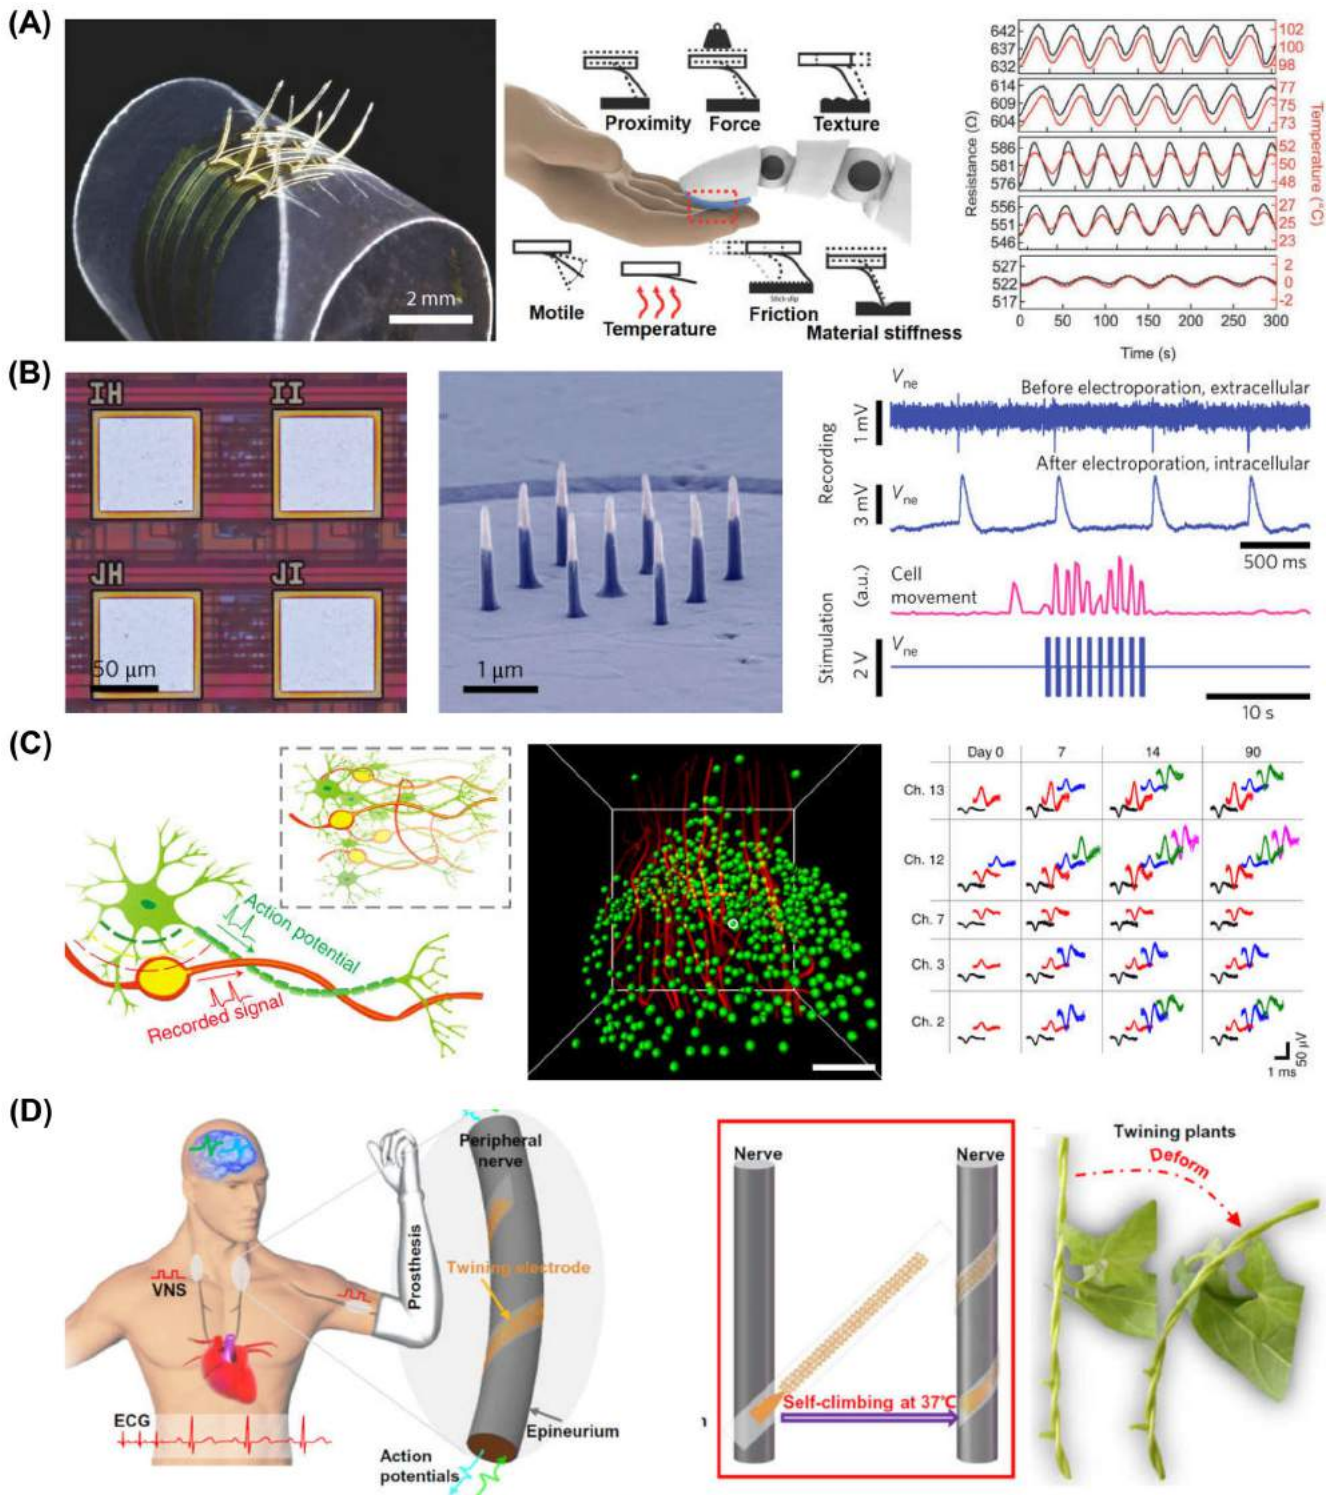 (A)
2 mm
Proximity
Force
Texture
Motile
Temperature
Stick-slip
Friction
Material stiffness
Resistance (Ω)
642
637
632
614
609
604
586
581
576
556
551
546
527
522
517
102
100
98
77
75
73
52
50
48
27
25
23
2
0
-2
Temperature (°C)
0 50 100 150 200 250 300
Time (s)
(B)
IH
II
JH
JI
50 µm
1 µm
Recording
1 mV
Vne
Before electroporation, extracellular
After electroporation, intracellular
3 mV
Vne
500 ms
Stimulation
(a.u.)
Cell
movement
2 V
Vne
10 s
(C)
Action potential
Recorded signal
Day 0 7 14 90
Ch. 13
Ch. 12
Ch. 7
Ch. 3
Ch. 2
50 µV
1 ms
(D)
VNS
ECG
Prosthesis
Peripheral
nerve
Twining electrode
Epineurium
Action
potentials
Nerve
Nerve
Self-climbing at 37℃
Twining plants
Deform